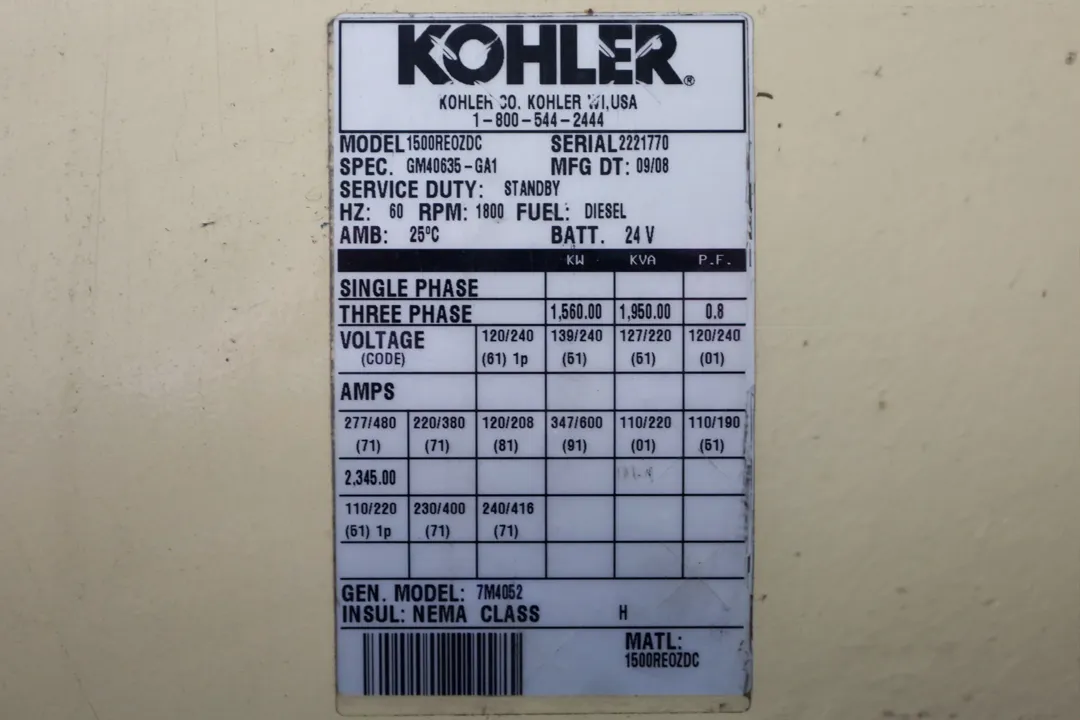 KOHLER®
KOHLER CO. KOHLER WI, USA
1-800-544-2444
MODEL 1500REOZDC SERIAL 2221770
SPEC. GM40635-GA1 MFG DT: 09/08
SERVICE DUTY: STANDBY
HZ: 60 RPM: 1800 FUEL: DIESEL
AMB: 25°C BATT. 24 V
KW KVA P.F.
SINGLE PHASE
THREE PHASE 1,560.00 1,950.00 0.8
VOLTAGE 120/240 139/240 127/220 120/240
(CODE) (61) 1p (51) (51) (01)
AMPS
277/480 220/380 120/208 347/600 110/220 110/190
(71) (71) (81) (91) (01) (51)
2,345.00
110/220 230/400 240/416
(51) 1p (71) (71)
GEN. MODEL: 7M4052
INSUL: NEMA CLASS H
MATL:
1500REOZDC